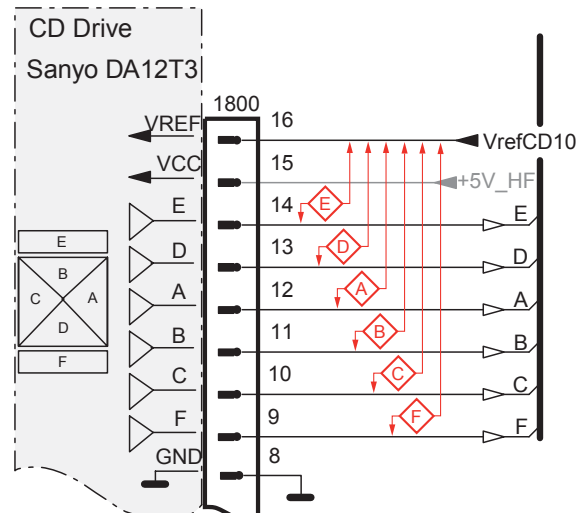 CD Drive
Sanyo DA12T3
1800
VREF 16 VrefCD10
VCC 15 +5V_HF
E 14 E E
D 13 D D
A 12 A A
B 11 B B
C 10 C C
F 9 F F
GND 8
E
B
C A
D
F